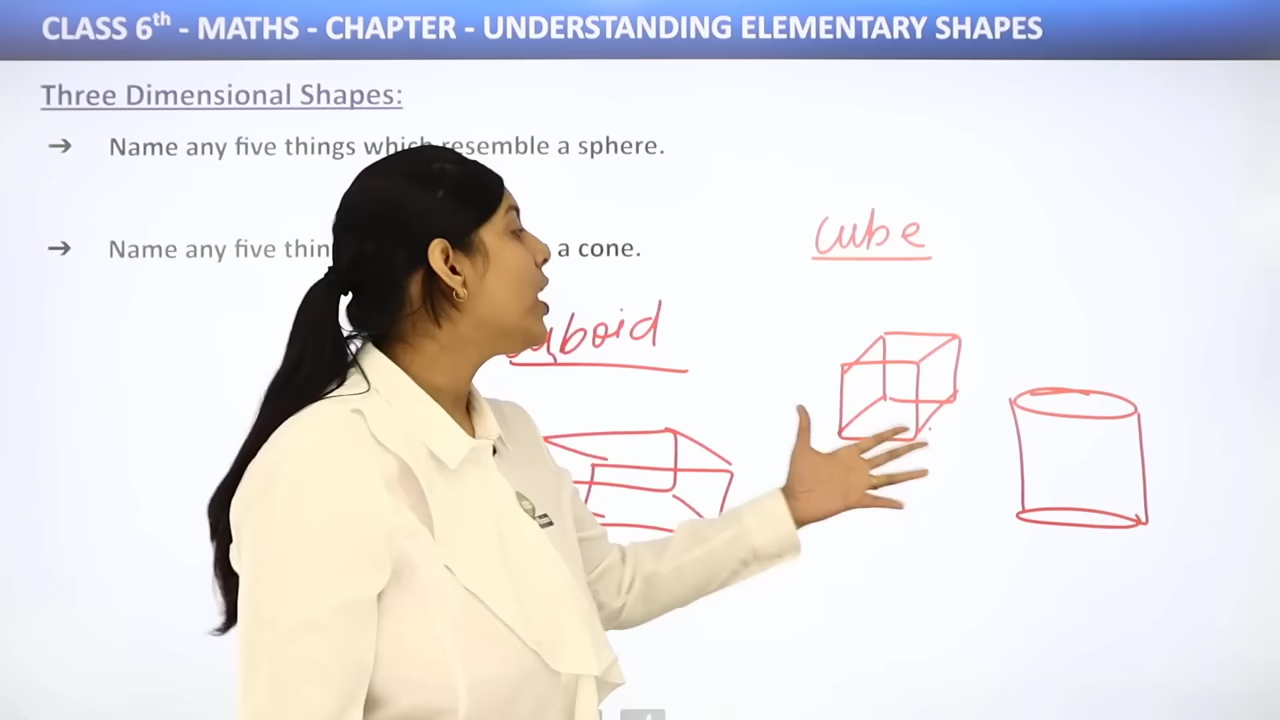 CLASS 6th - MATHS - CHAPTER - UNDERSTANDING ELEMENTARY SHAPES
Three Dimensional Shapes:
→ Name any five things which resemble a sphere.
→ Name any five thin a cone.
cube
uboid